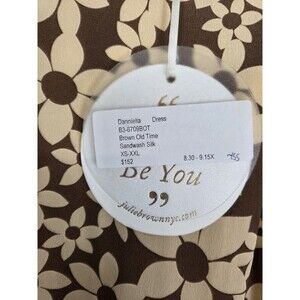 “
Danniella Dress
B3-6709BOT
Brown Old Time
Sandwash Silk
XS-XXL
$152 8.30 - 9.15X
Be You
”
juliebrownnyc.com